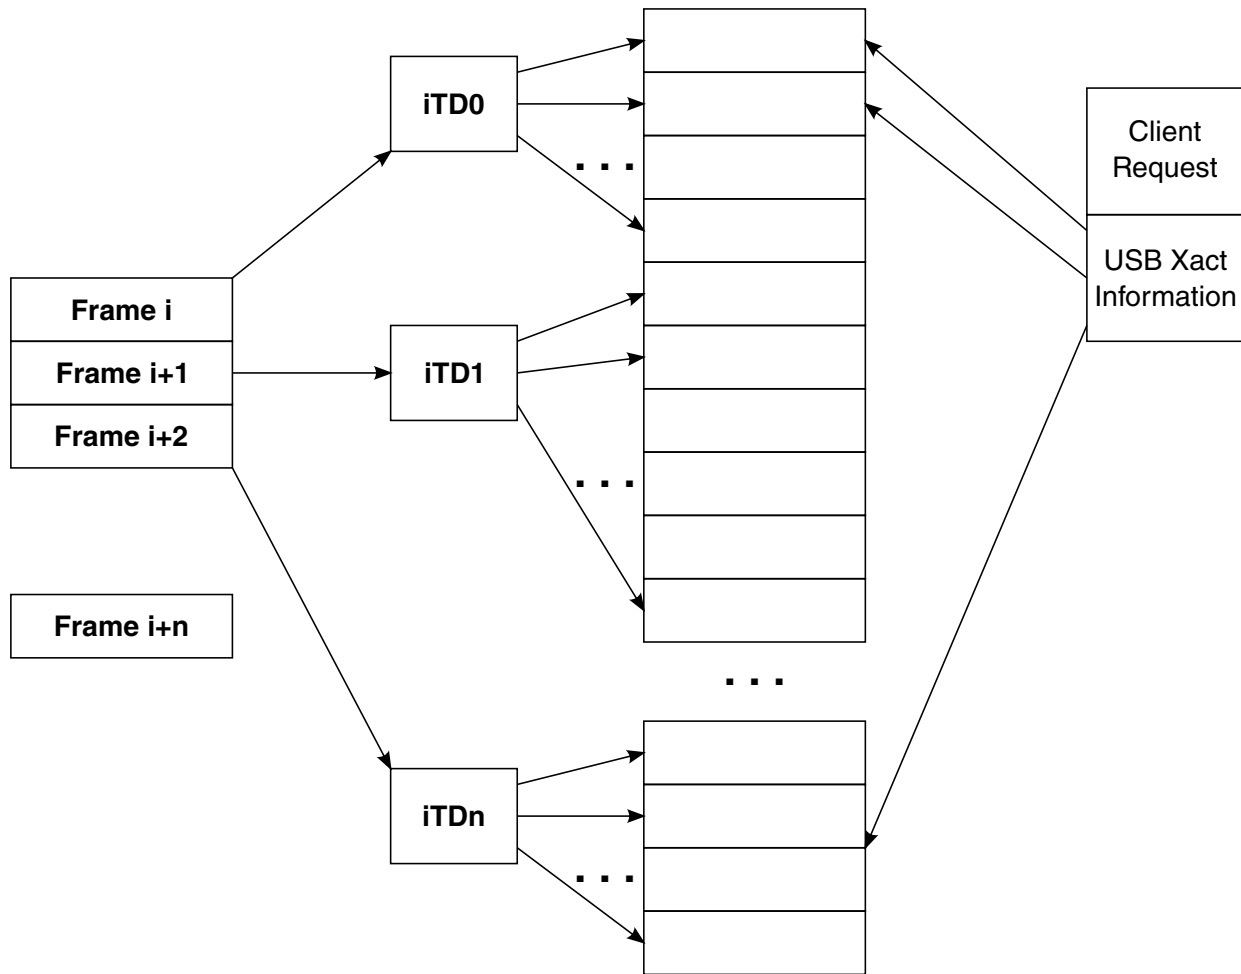 iTD0
. . .
Client
Request
USB Xact
Information
Frame i
Frame i+1
Frame i+2
iTD1
. . .
Frame i+n
. . .
iTDn
. . .